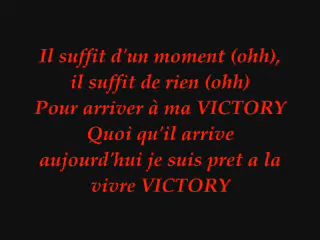 Il suffit d'un moment (ohh),
il suffit de rien (ohh)
Pour arriver à ma VICTORY
Quoi qu'il arrive
aujourd'hui je suis pret a la
vivre VICTORY